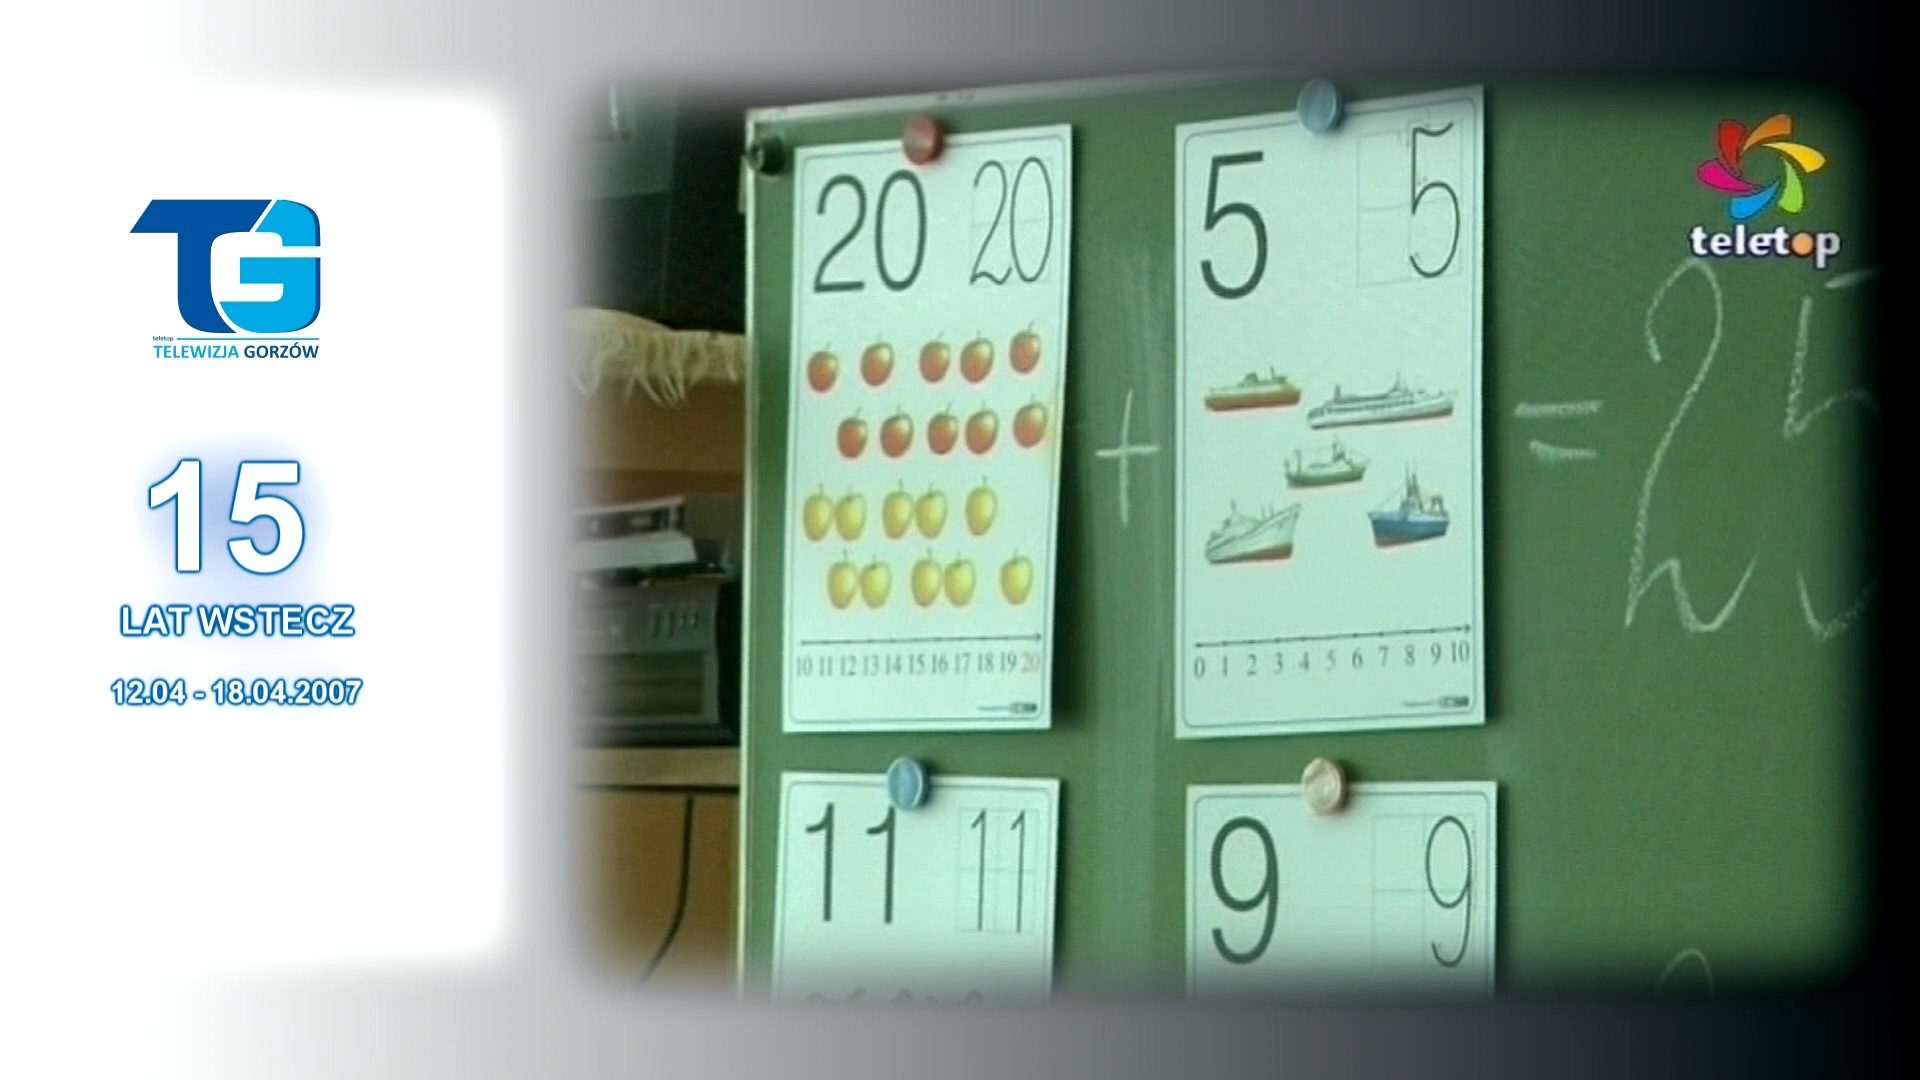 TG
teletop
TELEWIZJA GORZÓW
15
LAT WSTECZ
12.04 - 18.04.2007
teletop
20 20
10 11 12 13 14 15 16 17 18 19 20
+
5 5
0 1 2 3 4 5 6 7 8 9 10
= 25
11 11
9 9